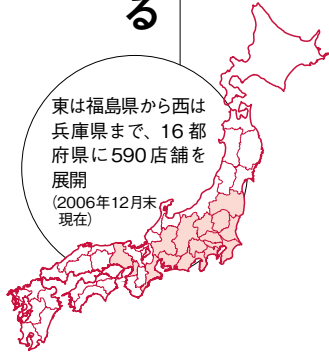 る
東は福島県から西は
兵庫県まで、16都
府県に590店舗を
展開
(2006年12月末
現在)